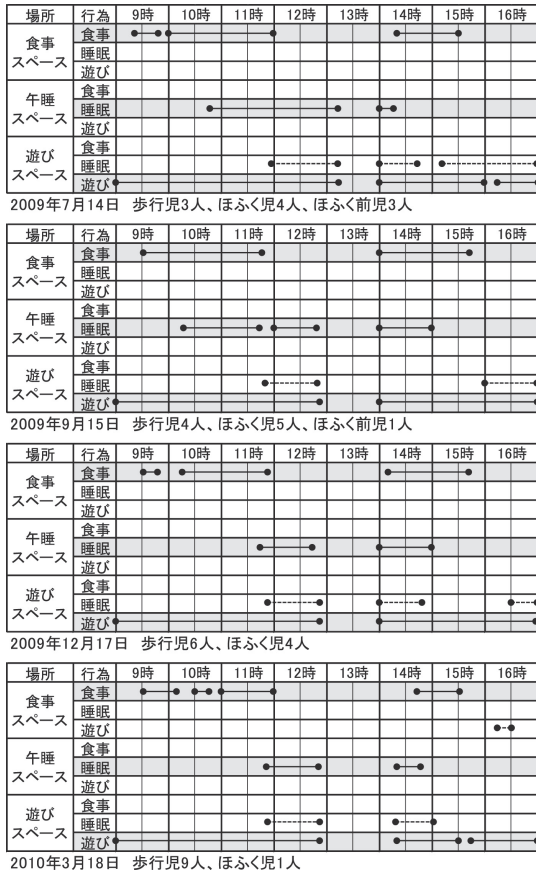 場所 行為 9時 10時 11時 12時 13時 14時 15時 16時
食事スペース 食事
睡眠
遊び
午睡スペース 食事
睡眠
遊び
遊びスペース 食事
睡眠
遊び
2009年7月14日 歩行児3人、ほふく児4人、ほふく前児3人
場所 行為 9時 10時 11時 12時 13時 14時 15時 16時
食事スペース 食事
睡眠
遊び
午睡スペース 食事
睡眠
遊び
遊びスペース 食事
睡眠
遊び
2009年9月15日 歩行児4人、ほふく児5人、ほふく前児1人
場所 行為 9時 10時 11時 12時 13時 14時 15時 16時
食事スペース 食事
睡眠
遊び
午睡スペース 食事
睡眠
遊び
遊びスペース 食事
睡眠
遊び
2009年12月17日 歩行児6人、ほふく児4人
場所 行為 9時 10時 11時 12時 13時 14時 15時 16時
食事スペース 食事
睡眠
遊び
午睡スペース 食事
睡眠
遊び
遊びスペース 食事
睡眠
遊び
2010年3月18日 歩行児9人、ほふく児1人